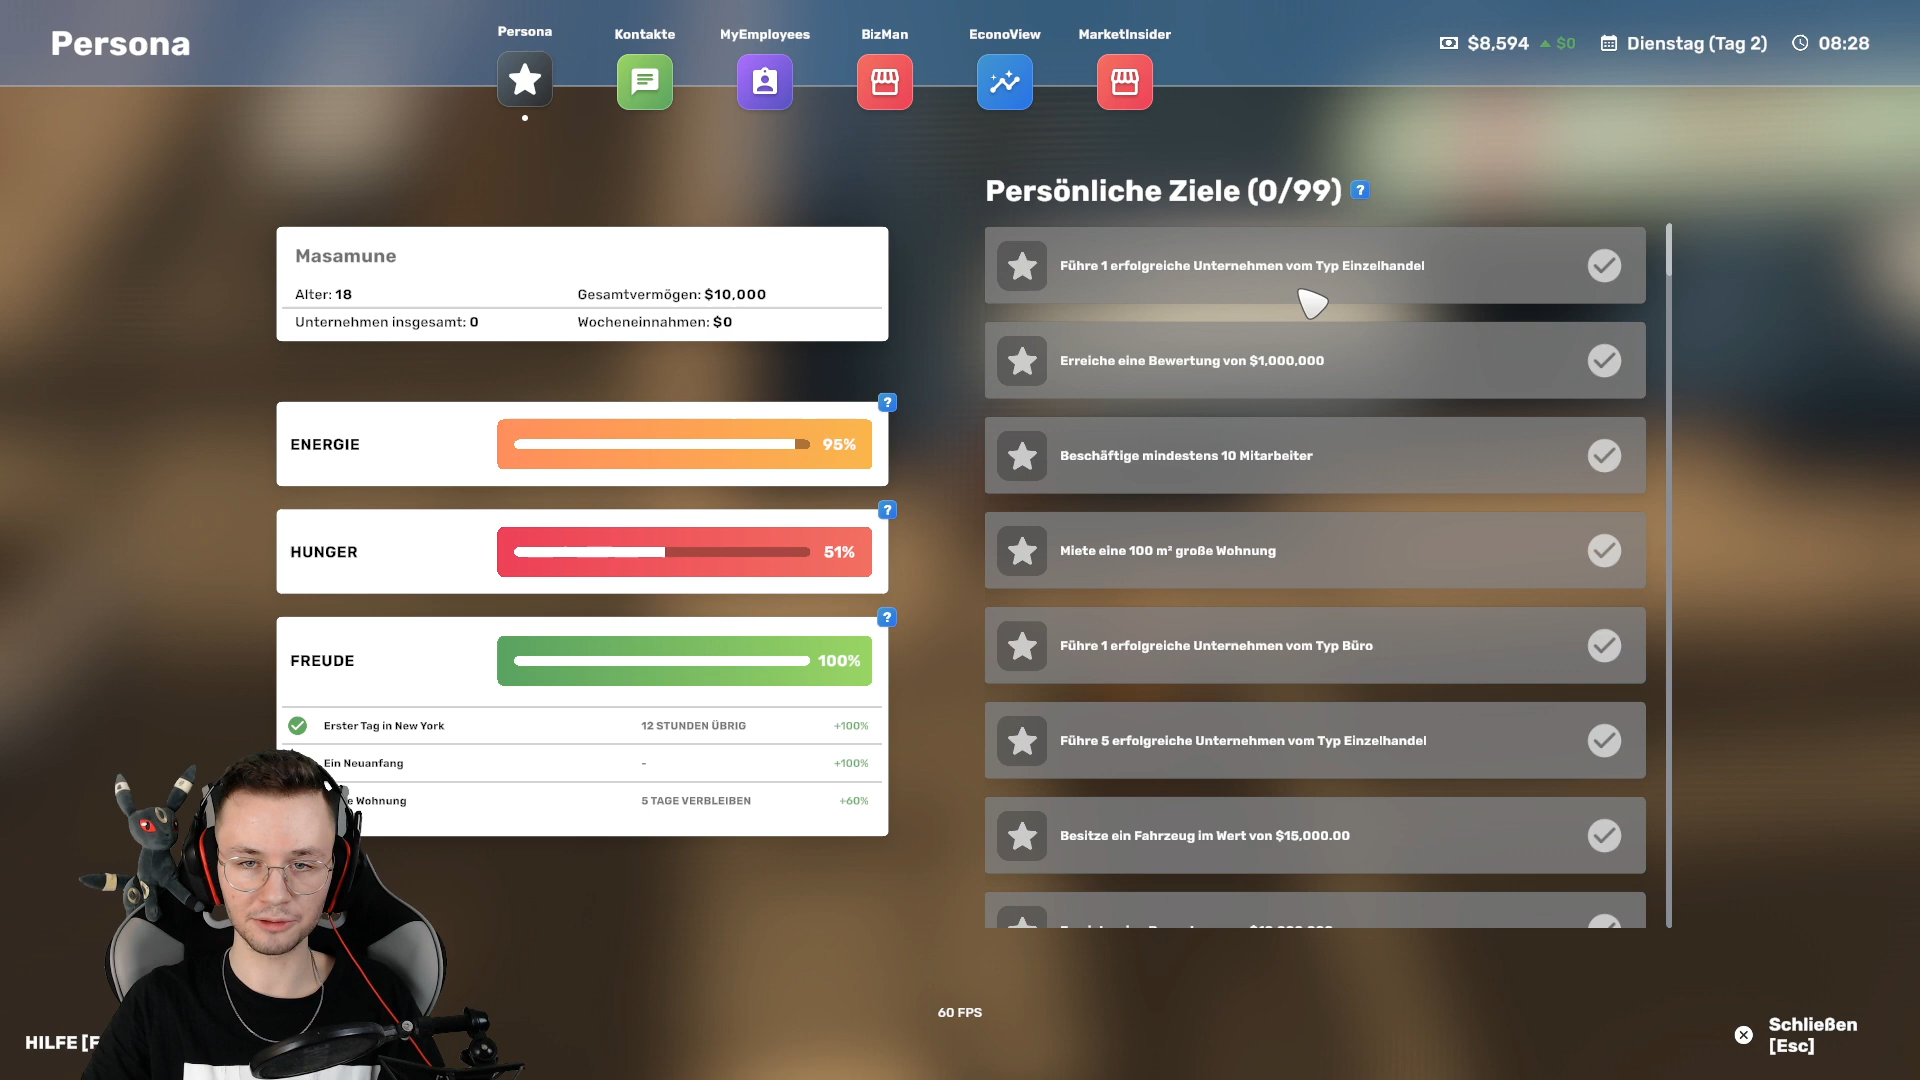 Persona
Persona
Kontakte
MyEmployees
BizMan
EconoView
MarketInsider
$8,594
$0
Dienstag (Tag 2)
08:28
Persönliche Ziele (0/99)
?
Masamune
Alter: 18
Gesamtvermögen: $10,000
Unternehmen insgesamt: 0
Wocheneinnahmen: $0
?
ENERGIE
95%
?
HUNGER
51%
?
FREUDE
100%
Erster Tag in New York
12 STUNDEN ÜBRIG
+100%
Ein Neuanfang
-
+100%
e Wohnung
5 TAGE VERBLEIBEN
+60%
Führe 1 erfolgreiche Unternehmen vom Typ Einzelhandel
Erreiche eine Bewertung von $1,000,000
Beschäftige mindestens 10 Mitarbeiter
Miete eine 100 m² große Wohnung
Führe 1 erfolgreiche Unternehmen vom Typ Büro
Führe 5 erfolgreiche Unternehmen vom Typ Einzelhandel
Besitze ein Fahrzeug im Wert von $15,000.00
60 FPS
HILFE [F
Schließen
[Esc]